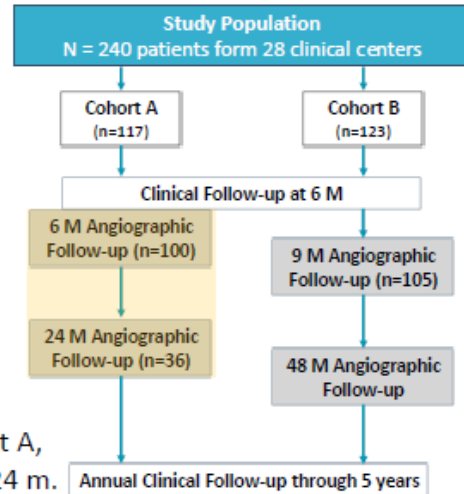 Study Population
N = 240 patients form 28 clinical centers
Cohort A
(n=117)
Cohort B
(n=123)
Clinical Follow-up at 6 M
6 M Angiographic
Follow-up (n=100)
9 M Angiographic
Follow-up (n=105)
24 M Angiographic
Follow-up (n=36)
48 M Angiographic
Follow-up
t A,
24 m.
Annual Clinical Follow-up through 5 years